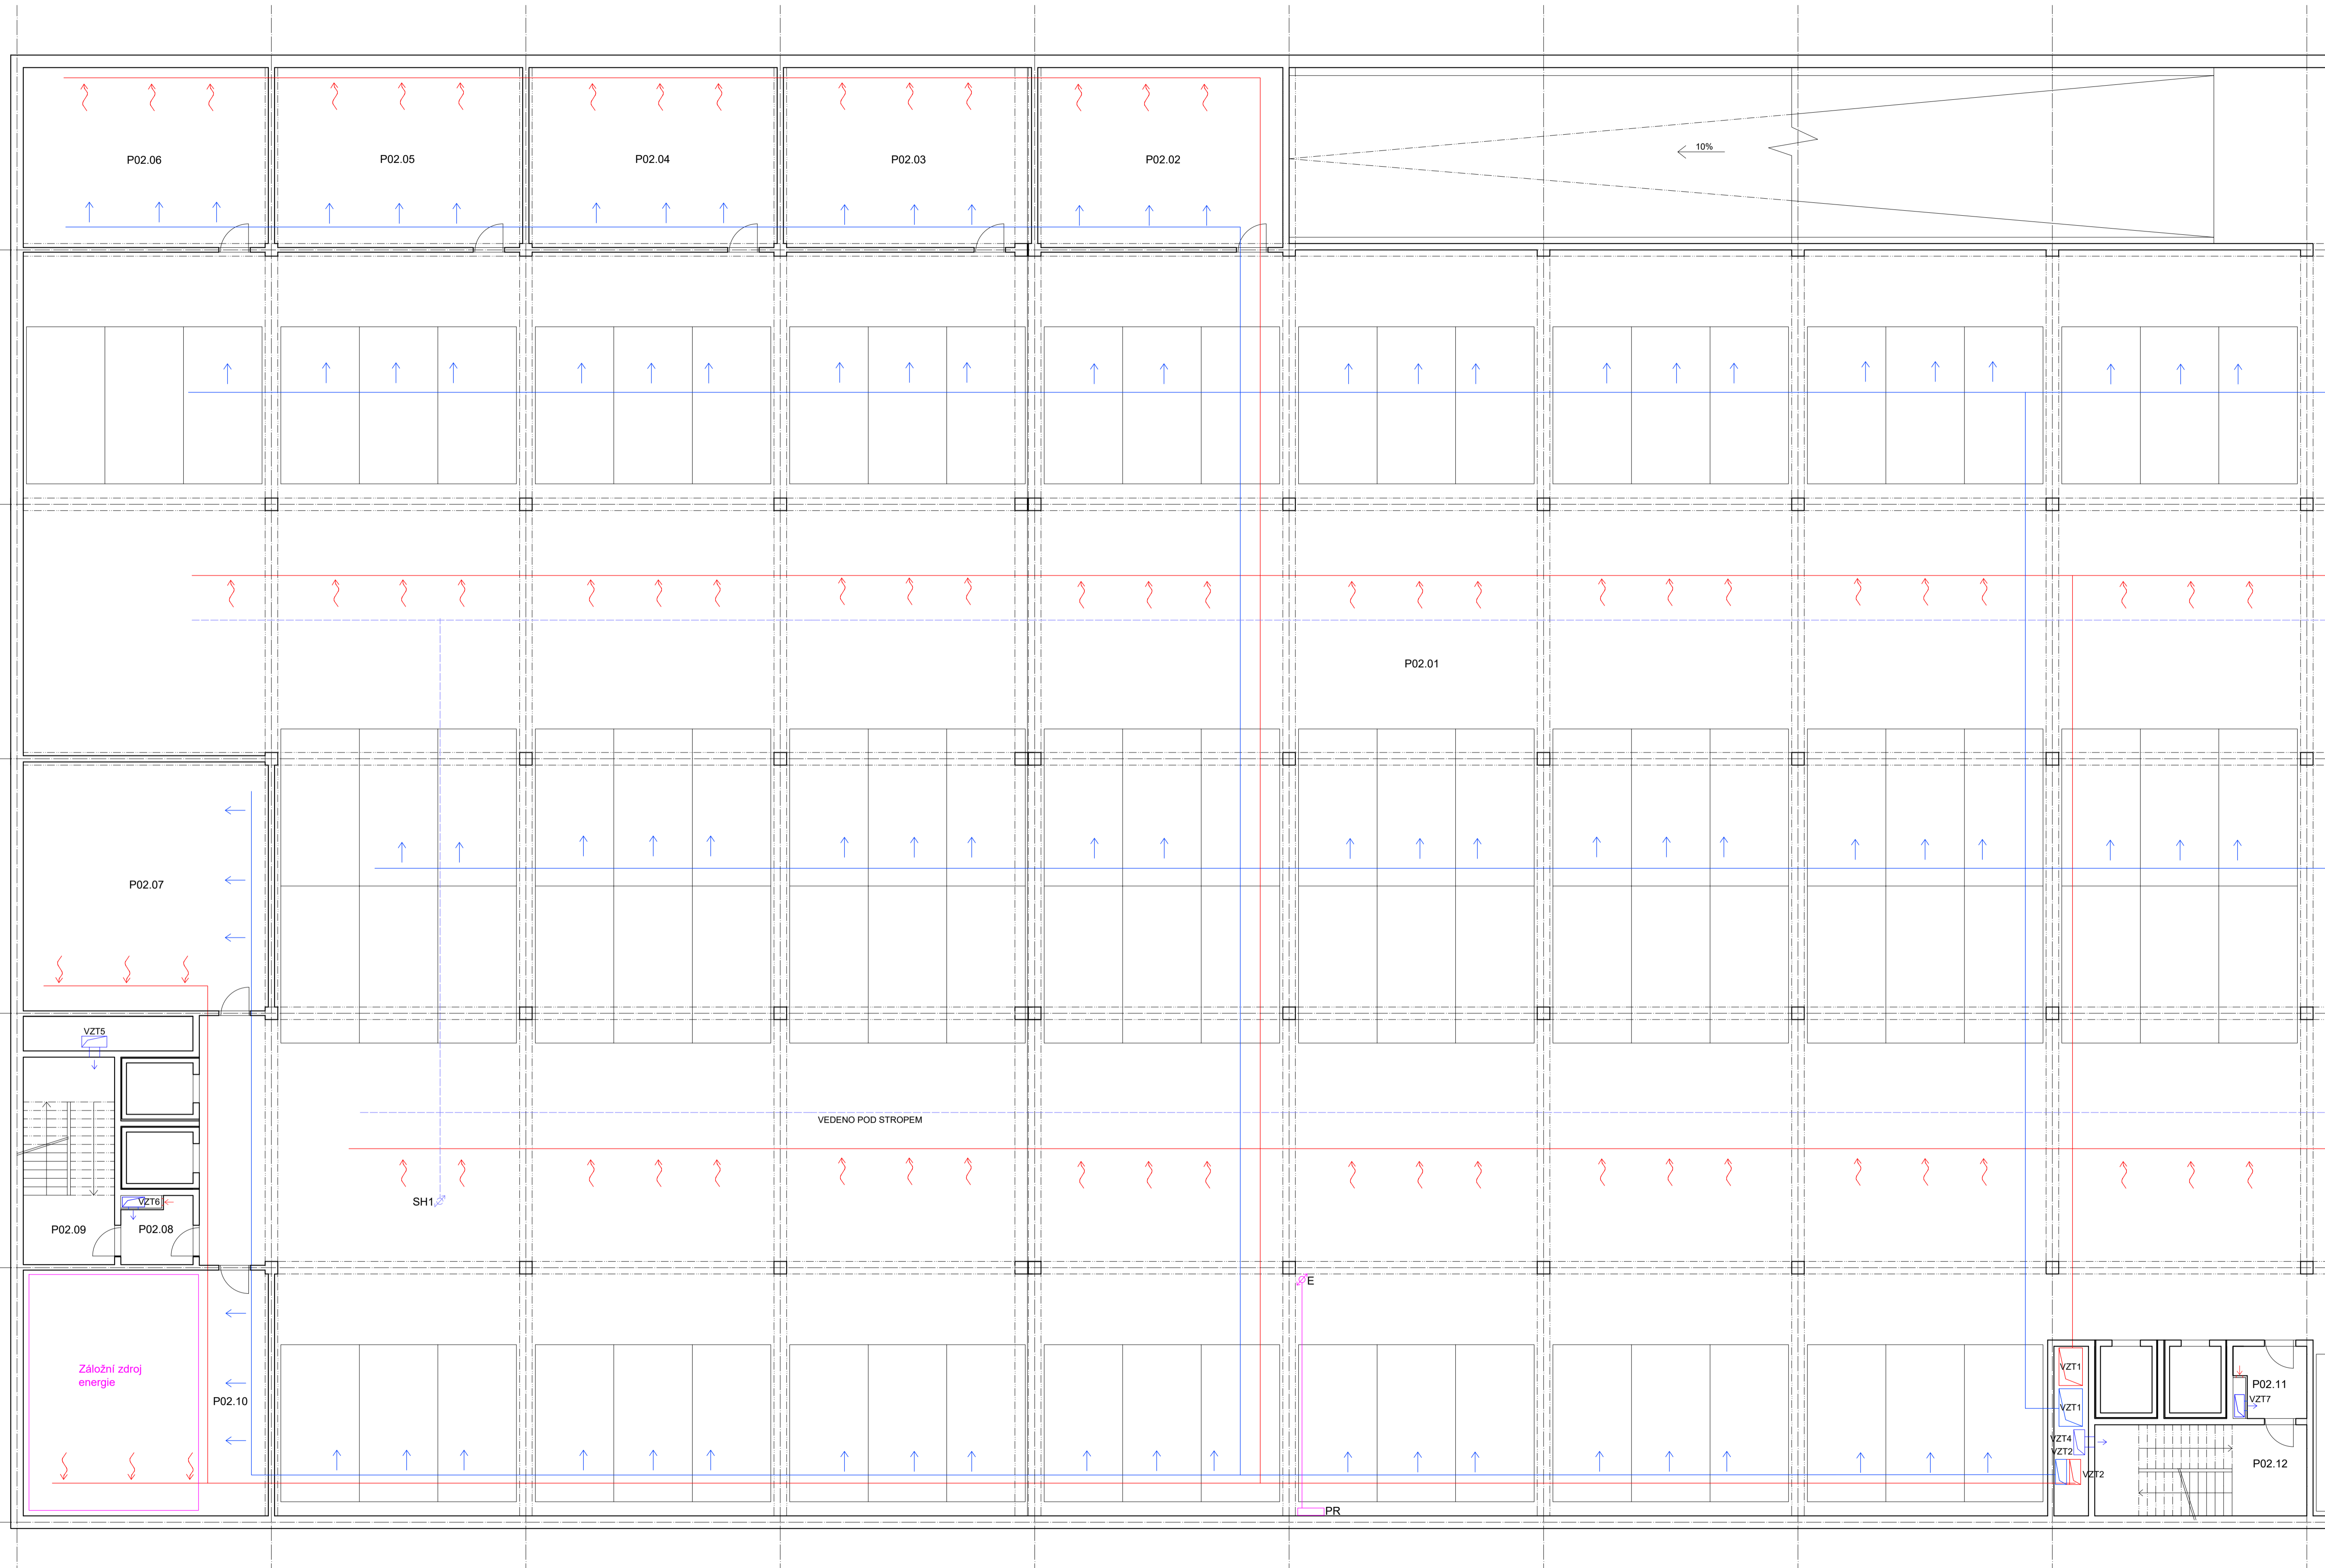 P02.06
P02.05
P02.04
P02.03
P02.02
10%
P02.01
P02.07
VZT5
VEDENO POD STROPEM
SH1
VZT6
P02.09
P02.08
E
Záložní zdroj
energie
P02.10
VZT1
P02.11
VZT7
VZT1
VZT4
VZT2
P02.12
VZT2
PR